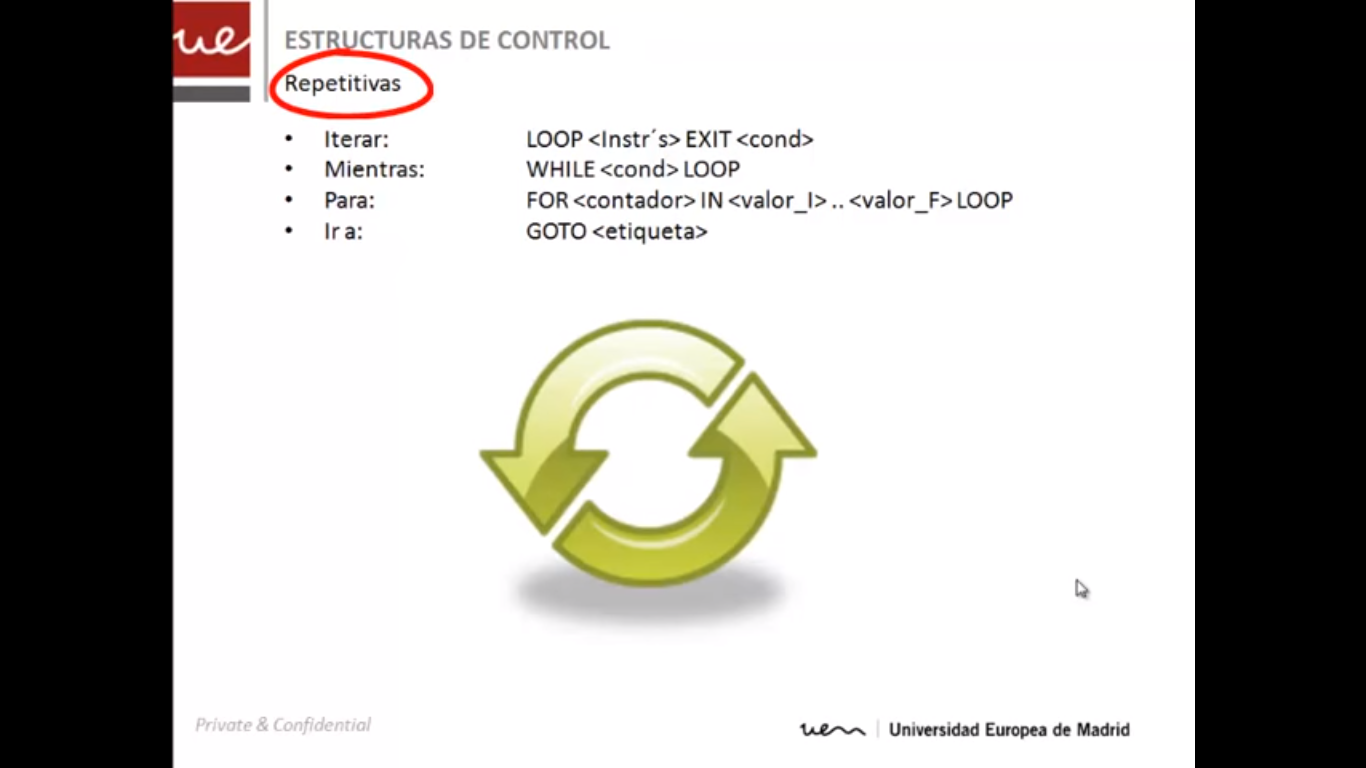 ue
ESTRUCTURAS DE CONTROL
Repetitivas
• Iterar: LOOP <Instr´s> EXIT <cond>
• Mientras: WHILE <cond> LOOP
• Para: FOR <contador> IN <valor_I> .. <valor_F> LOOP
• Ir a: GOTO <etiqueta>
Private & Confidential
uem Universidad Europea de Madrid